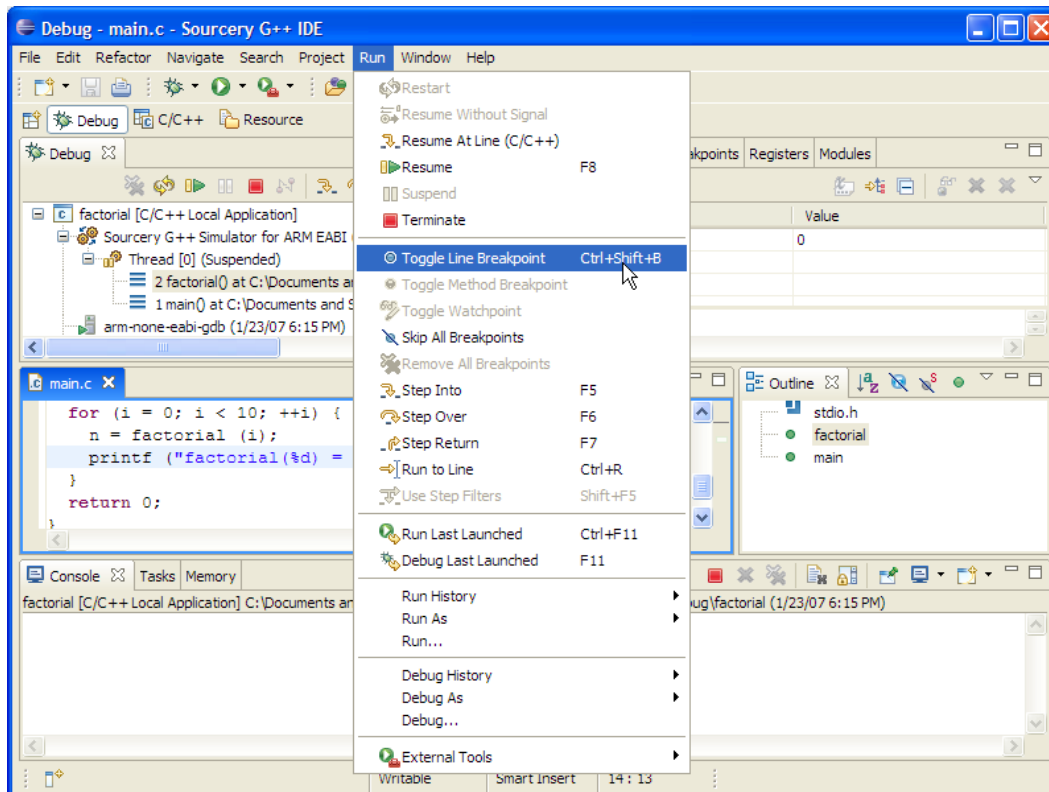 Debug - main.c - Sourcery G++ IDE
File Edit Refactor Navigate Search Project Run Window Help
Debug C/C++ Resource
Debug
factorial [C/C++ Local Application]
Sourcery G++ Simulator for ARM EABI
Thread [0] (Suspended)
2 factorial() at C:\Documents
1 main() at C:\Documents and
arm-none-eabi-gdb (1/23/07 6:15 PM)
Restart
Resume Without Signal
Resume At Line (C/C++)
Resume F8
Suspend
Terminate
Toggle Line Breakpoint Ctrl+Shift+B
Toggle Method Breakpoint
Toggle Watchpoint
Skip All Breakpoints
Remove All Breakpoints
Step Into F5
Step Over F6
Step Return F7
Run to Line Ctrl+R
Use Step Filters Shift+F5
Run Last Launched Ctrl+F11
Debug Last Launched F11
Run History
Run As
Run...
Debug History
Debug As
Debug...
External Tools
Registers Modules
Value
0
main.c
for (i = 0; i < 10; ++i) {
n = factorial (i);
printf ("factorial(%d) =
}
return 0;
}
Outline
stdio.h
factorial
main
Console Tasks Memory
factorial [C/C++ Local Application] C:\Documents
\factorial (1/23/07 6:15 PM)
Writable Smart Insert 14 : 13